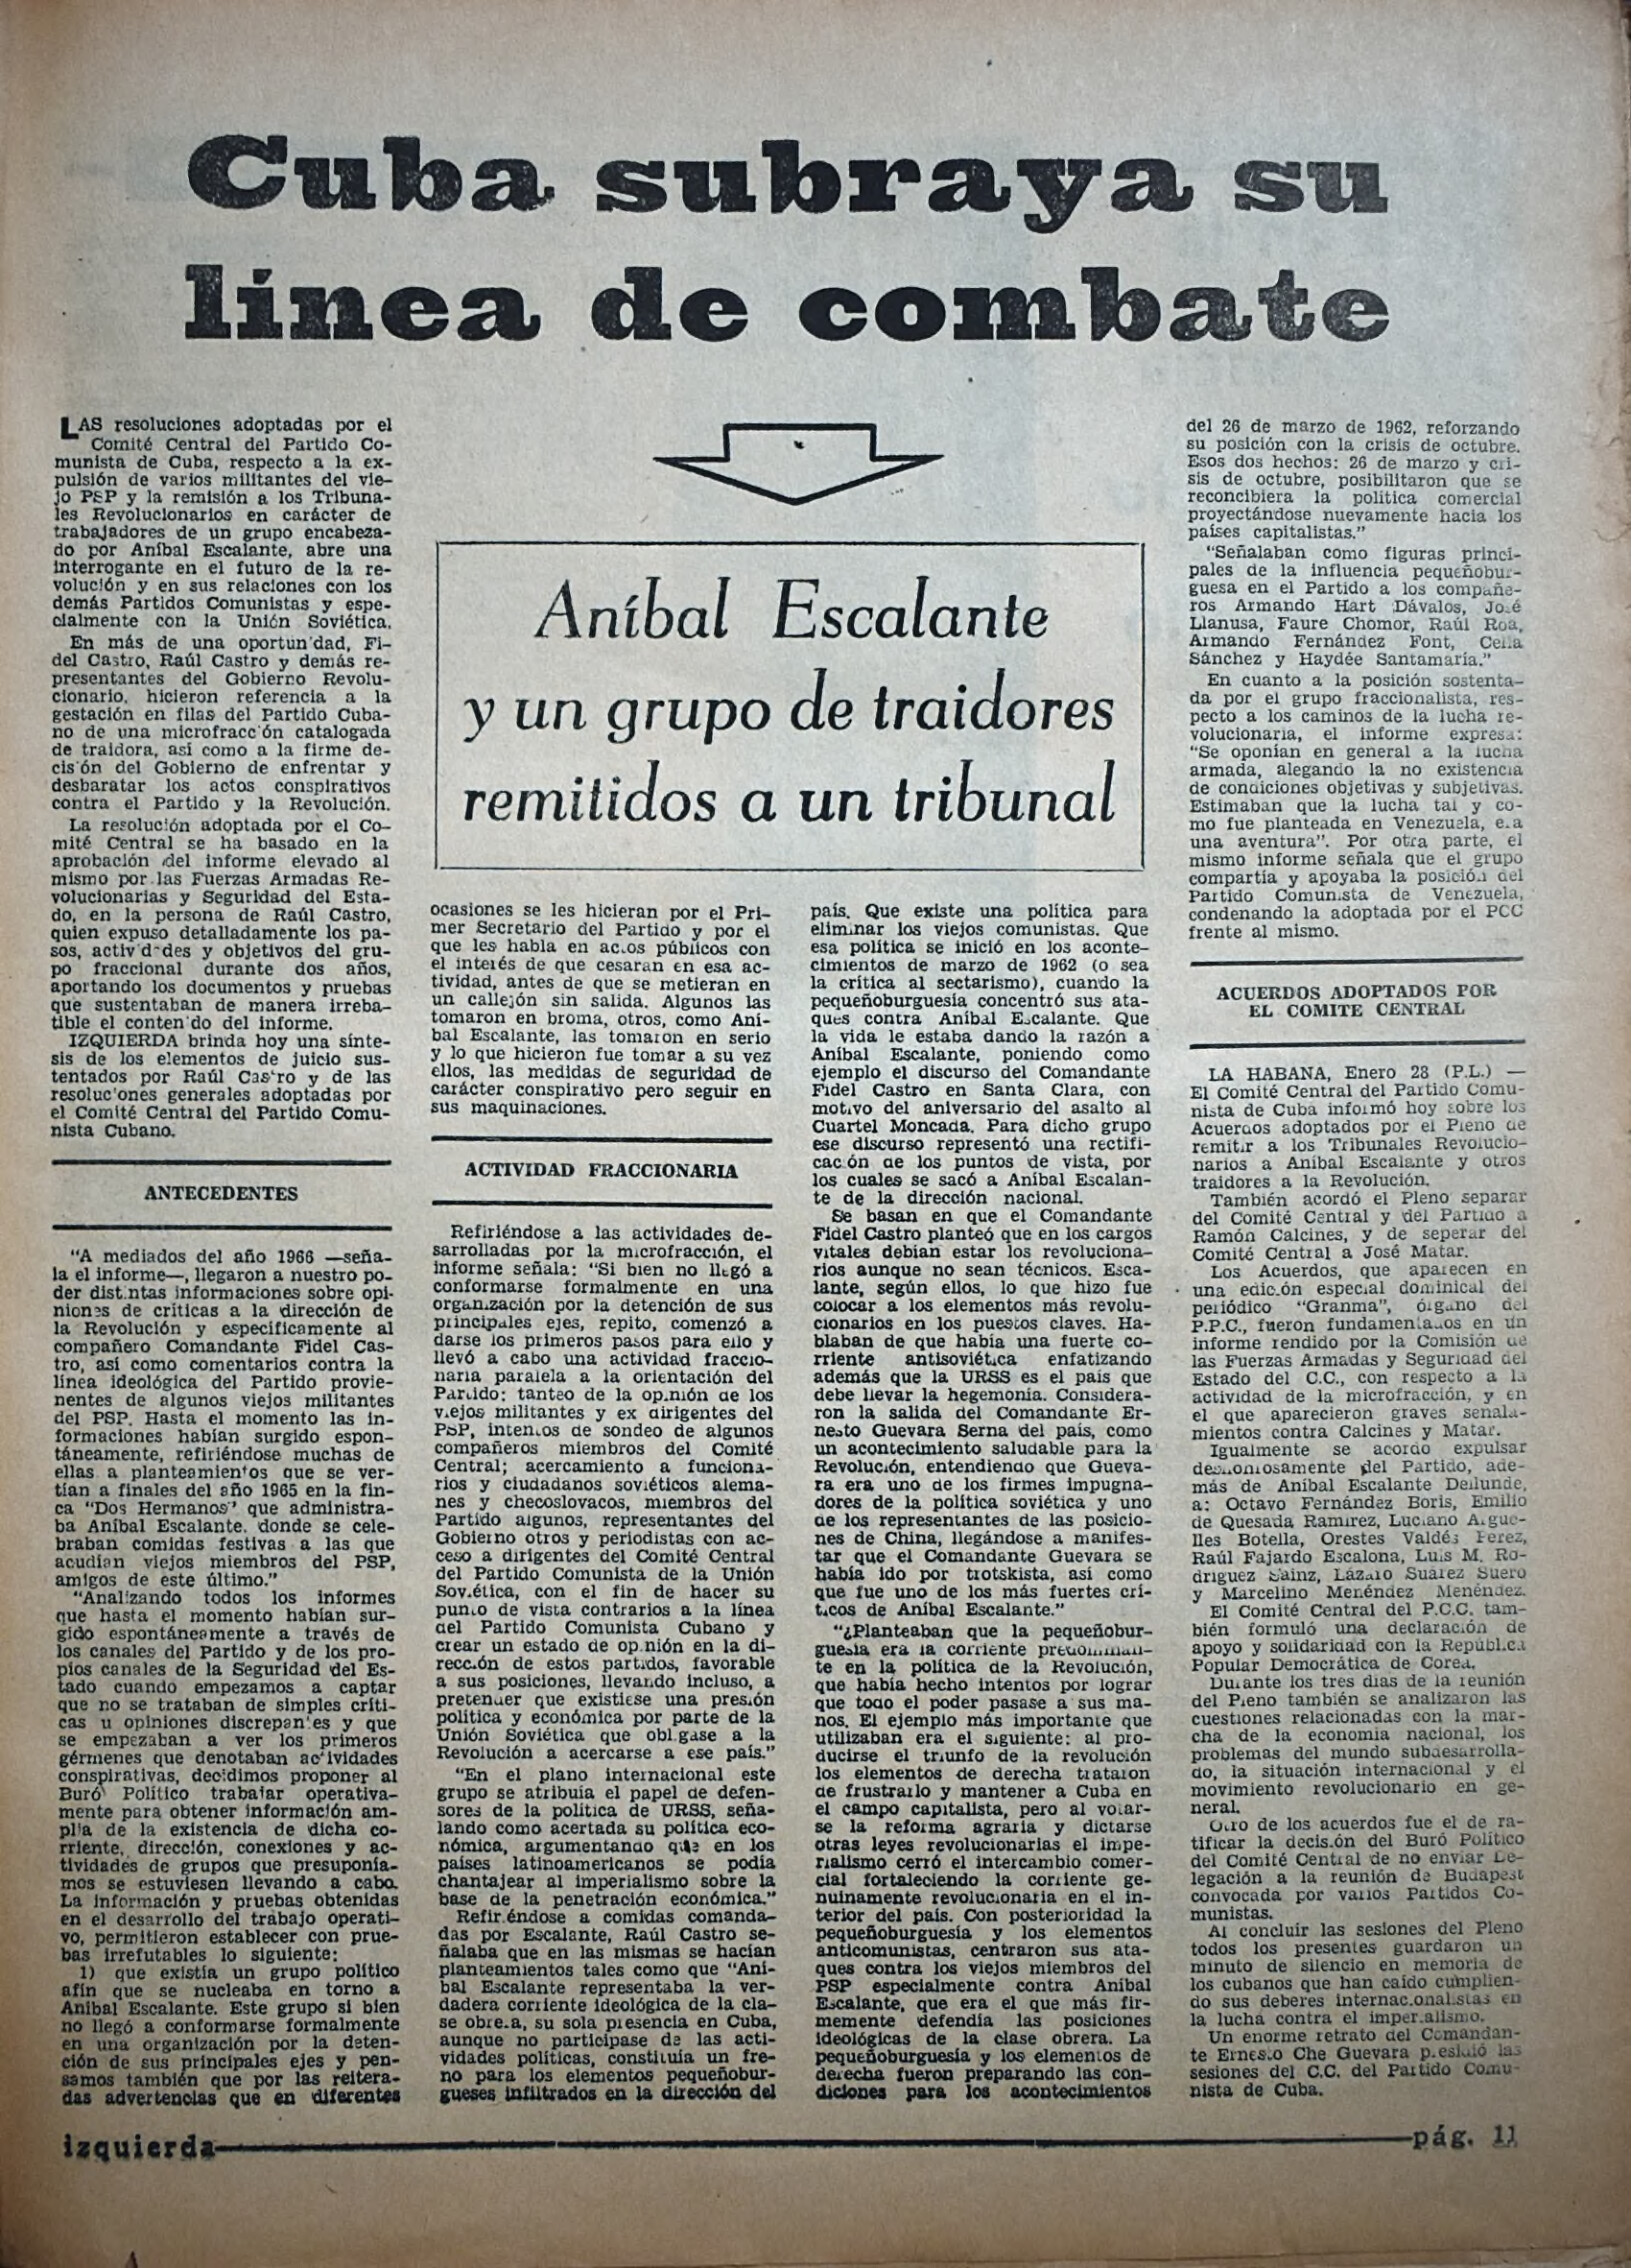 Cuba subraya su
línea de combate
LAS resoluciones adoptadas por el
Comité Central del Partido Co-
munista de Cuba, respecto a la ex-
pulsión de varios militantes del vie-
jo PSP y la remisión a los Tribuna-
les Revolucionarios en carácter de
trabajadores de un grupo encabeza-
do por Aníbal Escalante, abre una
interrogante en el futuro de la re-
volución y en sus relaciones con los
demás Partidos Comunistas y espe-
cialmente con la Unión Soviética.
En más de una oportun'dad, Fi-
del Castro, Raúl Castro y demás re-
presentantes del Gobierno Revolu-
cionario, hicieron referencia a la
gestación en filas del Partido Cuba-
no de una microfracc'ón catalogada
de traidora, así como a la firme de-
cis'ón del Gobierno de enfrentar y
desbaratar los actos conspirativos
contra el Partido y la Revolución.
La resolución adoptada por el Co-
mité Central se ha basado en la
aprobación del informe elevado al
mismo por las Fuerzas Armadas Re-
volucionarias y Seguridad del Esta-
do, en la persona de Raúl Castro,
quien expuso detalladamente los pa-
sos, activ'd-des y objetivos del gru-
po fraccional durante dos años,
aportando los documentos y pruebas
que sustentaban de manera irreba-
tible el conten'do del informe.
IZQUIERDA brinda hoy una sínte-
sis de los elementos de juicio sus-
tentados por Raúl Cas'ro y de las
resoluc'ones generales adoptadas por
el Comité Central del Partido Comu-
nista Cubano.
ANTECEDENTES
"A mediados del año 1966 —seña-
la el informe—, llegaron a nuestro po-
der dist.ntas informaciones sobre opi-
niones de críticas a la dirección de
la Revolución y específicamente al
compañero Comandante Fidel Cas-
tro, así como comentarios contra la
línea ideológica del Partido provie-
nentes de algunos viejos militantes
del PSP. Hasta el momento las in-
formaciones habían surgido espon-
táneamente, refiriéndose muchas de
ellas a planteamientos que se ver-
tían a finales del año 1965 en la fin-
ca "Dos Hermanos" que administra-
ba Aníbal Escalante. donde se cele-
braban comidas festivas a las que
acudían viejos miembros del PSP,
amigos de este último."
"Analizando todos los informes
que hasta el momento habían sur-
gido espontáneamente a través de
los canales del Partido y de los pro-
pios canales de la Seguridad del Es-
tado cuando empezamos a captar
que no se trataban de simples críti-
cas u opiniones discrepan'es y que
se empezaban a ver los primeros
gérmenes que denotaban ac'ividades
conspirativas, decidimos proponer al
Buró Político trabajar operativa-
mente para obtener información am-
pl'a de la existencia de dicha co-
rriente, dirección, conexiones y ac-
tividades de grupos que presuponía-
mos se estuviesen llevando a cabo.
La información y pruebas obtenidas
en el desarrollo del trabajo operati-
vo, permitieron establecer con prue-
bas irrefutables lo siguiente:
1) que existía un grupo político
afín que se nucleaba en torno a
Aníbal Escalante. Este grupo si bien
no llegó a conformarse formalmente
en una organización por la deten-
ción de sus principales ejes y pen-
samos también que por las reitera-
das advertencias que en diferentes
Aníbal Escalante
y un grupo de traidores
remitidos a un tribunal
ocasiones se les hicieran por el Pri-
mer Secretario del Partido y por el
que les habla en ac.os públicos con
el interés de que cesaran en esa ac-
tividad, antes de que se metieran en
un callejón sin salida. Algunos las
tomaron en broma, otros, como Aní-
bal Escalante, las tomaron en serio
y lo que hicieron fue tomar a su vez
ellos, las medidas de seguridad de
carácter conspirativo pero seguir en
sus maquinaciones.
ACTIVIDAD FRACCIONARIA
Refiriéndose a las actividades de-
sarrolladas por la microfracción, el
informe señala: "Si bien no llegó a
conformarse formalmente en una
organ.zación por la detención de sus
principales ejes, repito, comenzó a
darse los primeros pasos para ello y
llevó a cabo una actividad fraccio-
naria paralela a la orientación del
Partido: tanteo de la op.nión de los
viejos militantes y ex dirigentes del
PSP, intentos de sondeo de algunos
compañeros miembros del Comité
Central; acercamiento a funciona-
rios y ciudadanos soviéticos alema-
nes y checoslovacos, miembros del
Partido algunos, representantes del
Gobierno otros y periodistas con ac-
ceso a dirigentes del Comité Central
del Partido Comunista de la Unión
Sov.ética, con el fin de hacer su
punto de vista contrarios a la línea
del Partido Comunista Cubano y
crear un estado de op.nión en la di-
recc.ón de estos partidos, favorable
a sus posiciones, llevando incluso, a
pretender que existiese una presión
política y económica por parte de la
Unión Soviética que obl.gase a la
Revolución a acercarse a ese país."
"En el plano internacional este
grupo se atribuía el papel de defen-
sores de la política de URSS, seña-
lando como acertada su política eco-
nómica, argumentando que en los
países latinoamericanos se podía
chantajear al imperialismo sobre la
base de la penetración económica."
Refir.éndose a comidas comanda-
das por Escalante, Raúl Castro se-
ñalaba que en las mismas se hacían
planteamientos tales como que "Aní-
bal Escalante representaba la ver-
dadera corriente ideológica de la cla-
se obre.a, su sola presencia en Cuba,
aunque no participase de las acti-
vidades políticas, constituía un fre-
no para los elementos pequeñobur-
gueses infiltrados en la dirección del
país. Que existe una política para
eliminar los viejos comunistas. Que
esa política se inició en los aconte-
cimientos de marzo de 1962 (o sea
la crítica al sectarismo), cuando la
pequeñoburguesía concentró sus ata-
ques contra Aníbal Escalante. Que
la vida le estaba dando la razón a
Aníbal Escalante, poniendo como
ejemplo el discurso del Comandante
Fidel Castro en Santa Clara, con
motivo del aniversario del asalto al
Cuartel Moncada. Para dicho grupo
ese discurso representó una rectifi-
cac.ón de los puntos de vista, por
los cuales se sacó a Aníbal Escalan-
te de la dirección nacional.
Se basan en que el Comandante
Fidel Castro planteó que en los cargos
vitales debían estar los revoluciona-
rios aunque no sean técnicos. Esca-
lante, según ellos, lo que hizo fue
colocar a los elementos más revolu-
cionarios en los puestos claves. Ha-
blaban de que había una fuerte co-
rriente antisoviética enfatizando
además que la URSS es el país que
debe llevar la hegemonía. Considera-
ron la salida del Comandante Er-
nesto Guevara Serna del país, como
un acontecimiento saludable para la
Revolución, entendiendo que Gueva-
ra era uno de los firmes impugna-
dores de la política soviética y uno
de los representantes de las posicio-
nes de China, llegándose a manifes-
tar que el Comandante Guevara se
había ido por trotskista, así como
que fue uno de los más fuertes crí-
ticos de Aníbal Escalante."
"¿Planteaban que la pequeñobur-
guesía era la corriente predominan-
te en la política de la Revolución,
que había hecho intentos por lograr
que todo el poder pasase a sus ma-
nos. El ejemplo más importante que
utilizaban era el siguiente: al pro-
ducirse el triunfo de la revolución
los elementos de derecha trataron
de frustrarlo y mantener a Cuba en
el campo capitalista, pero al votar-
se la reforma agraria y dictarse
otras leyes revolucionarias el impe-
rialismo cerró el intercambio comer-
cial fortaleciendo la corriente ge-
nuinamente revolucionaria en el in-
terior del país. Con posterioridad la
pequeñoburguesía y los elementos
anticomunistas, centraron sus ata-
ques contra los viejos miembros del
PSP especialmente contra Aníbal
Escalante, que era el que más fir-
memente defendía las posiciones
ideológicas de la clase obrera. La
pequeñoburguesía y los elementos de
derecha fueron preparando las con-
diciones para los acontecimientos
del 26 de marzo de 1962, reforzando
su posición con la crisis de octubre.
Esos dos hechos: 26 de marzo y cri-
sis de octubre, posibilitaron que se
reconcibiera la política comercial
proyectándose nuevamente hacia los
países capitalistas."
"Señalaban como figuras princi-
pales de la influencia pequeñobur-
guesa en el Partido a los compañe-
ros Armando Hart Dávalos, José
Llanusa, Faure Chomor, Raúl Roa,
Armando Fernández Font, Celia
Sánchez y Haydée Santamaría."
En cuanto a la posición sostenta-
da por el grupo fraccionalista, res-
pecto a los caminos de la lucha re-
volucionaria, el informe expresa:
"Se oponían en general a la lucha
armada, alegando la no existencia
de condiciones objetivas y subjetivas.
Estimaban que la lucha tal y co-
mo fue planteada en Venezuela, e.a
una aventura". Por otra parte, el
mismo informe señala que el grupo
compartía y apoyaba la posición del
Partido Comun.sta de Venezuela,
condenando la adoptada por el PCC
frente al mismo.
ACUERDOS ADOPTADOS POR
EL COMITE CENTRAL
LA HABANA, Enero 28 (P.L.) —
El Comité Central del Partido Comu-
nista de Cuba informó hoy sobre los
Acuerdos adoptados por el Pleno de
remitir a los Tribunales Revolucio-
narios a Aníbal Escalante y otros
traidores a la Revolución.
También acordó el Pleno separar
del Comité Central y del Partido a
Ramón Calcines, y de seperar del
Comité Central a José Matar.
Los Acuerdos, que aparecen en
una edic.ón especial dominical del
periódico "Granma", órgano del
P.P.C., fueron fundamentados en un
informe rendido por la Comisión de
las Fuerzas Armadas y Seguridad del
Estado del C.C., con respecto a la
actividad de la microfracción, y en
el que aparecieron graves señala-
mientos contra Calcines y Matar.
Igualmente se acordó expulsar
deshonrosamente del Partido, ade-
más de Aníbal Escalante Dellunde,
a: Octavo Fernández Boris, Emilio
de Quesada Ramírez, Luciano Argue-
lles Botella, Orestes Valdés Perez,
Raúl Fajardo Escalona, Luis M. Ro-
dríguez Sainz, Lázaro Suárez Suero
y Marcelino Menéndez Menéndez.
El Comité Central del P.C.C. tam-
bién formuló una declaración de
apoyo y solidaridad con la República
Popular Democrática de Corea.
Durante los tres días de la reunión
del Pleno también se analizaron las
cuestiones relacionadas con la mar-
cha de la economía nacional, los
problemas del mundo subdesarrolla-
do, la situación internacional y el
movimiento revolucionario en ge-
neral.
Otro de los acuerdos fue el de ra-
tificar la decis.ón del Buró Político
del Comité Central de no enviar De-
legación a la reunión de Budapest
convocada por varios Partidos Co-
munistas.
Al concluir las sesiones del Pleno
todos los presentes guardaron un
minuto de silencio en memoria de
los cubanos que han caído cumplien-
do sus deberes internac.onal.stas en
la lucha contra el imper.alismo.
Un enorme retrato del Comandan-
te Ernesto Che Guevara presidió las
sesiones del C.C. del Partido Comu-
nista de Cuba.
izquierda
pág. 11